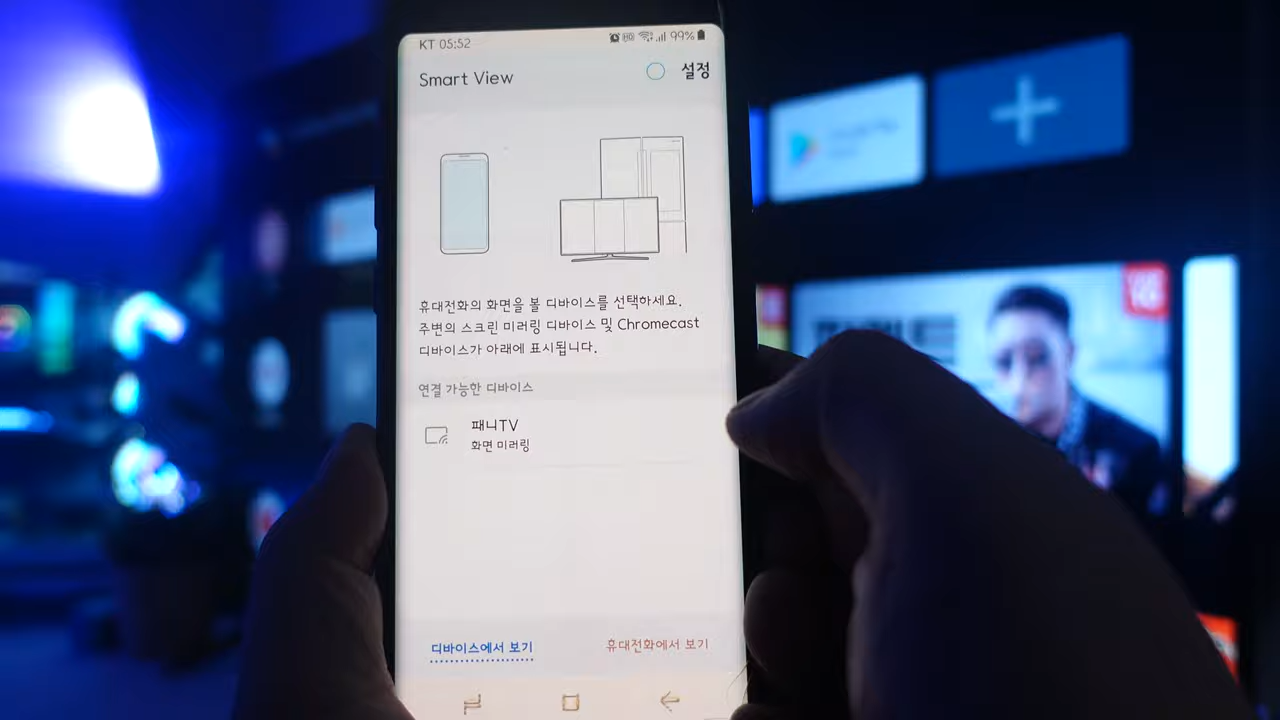 KT 05:52
99%
Smart View
설정
휴대전화의 화면을 볼 디바이스를 선택하세요.
주변의 스크린 미러링 디바이스 및 Chromecast
디바이스가 아래에 표시됩니다.
연결 가능한 디바이스
패니TV
화면 미러링
디바이스에서 보기
휴대전화에서 보기